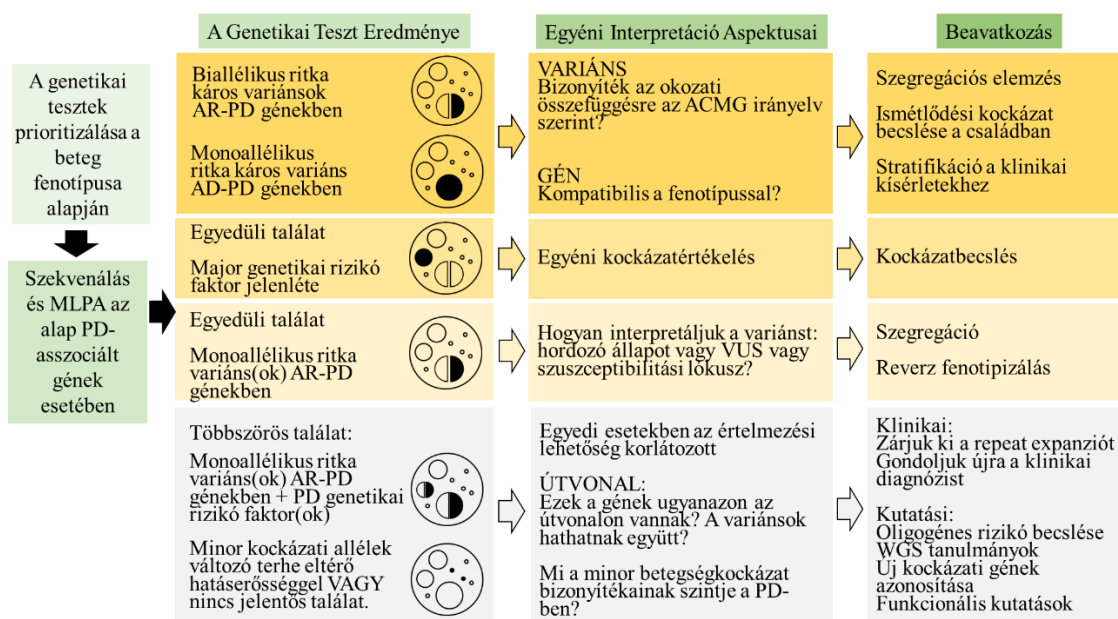 A Genetikai Teszt Eredménye
Egyéni Interpretáció Aspektusai
Beavatkozás
A genetikai
tesztek
prioritizálása a
beteg
fenotípusa
alapján
Szekvenálás
és MLPA az
alap PD-
asszociált
gének
esetében
Biallélikus ritka
káros variánsok
AR-PD génekben
Monoallélikus
ritka káros variáns
AD-PD génekben
VARIÁNS
Bizonyíték az okozati
összefüggésre az ACMG irányelv
szerint?
GÉN
Kompatibilis a fenotípussal?
Szegregációs elemzés
Ismétlődési kockázat
becslése a családban
Stratifikáció a klinikai
kísérletekhez
Egyedüli találat
Major genetikai rizikó
faktor jelenléte
Egyéni kockázatértékelés
Kockázatbecslés
Egyedüli találat
Monoallélikus ritka
variáns(ok) AR-PD
génekben
Hogyan interpretáljuk a variánst:
hordozó állapot vagy VUS vagy
szuszceptibilitási lókusz?
Szegregáció
Reverz fenotipizálás
Többszörös találat:
Monoallélikus ritka
variáns(ok) AR-PD
génekben + PD genetikai
rizikó faktor(ok)
Minor kockázati allélek
változó terhe eltérő
hatáserősséggel VAGY
nincs jelentős találat.
Egyedi esetekben az értelmezési
lehetőség korlátozott
ÚTVONAL:
Ezek a gének ugyanazon az
útvonalon vannak? A variánsok
hathatnak együtt?
Mi a minor betegségkockázat
bizonyítékainak szintje a PD-
ben?
Klinikai:
Zárjuk ki a repeat expanziót
Gondoljuk újra a klinikai
diagnózist
Kutatási:
Oligogénes rizikó becslése
WGS tanulmányok
Új kockázati gének
azonosítása
Funkcionális kutatások